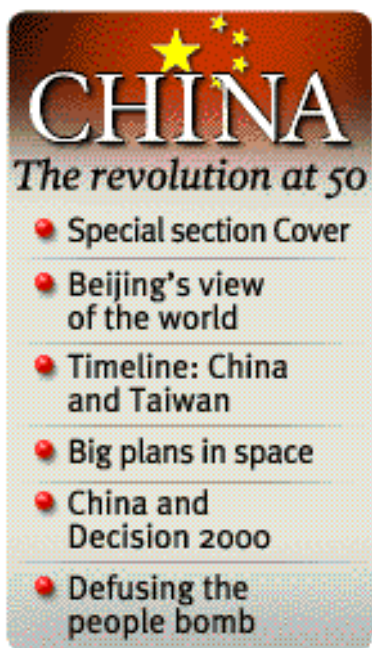 CHINA
The revolution at 50
Special section Cover
Beijing's view
of the world
Timeline: China
and Taiwan
Big plans in space
China and
Decision 2000
Defusing the
people bomb